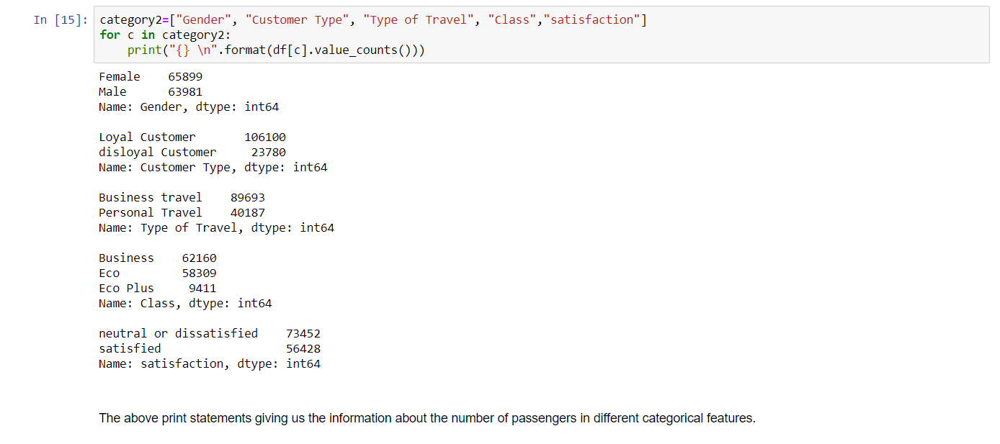 In [15]: category2=["Gender", "Customer Type", "Type of Travel", "Class","satisfaction"]
for c in category2:
    print("{} \n".format(df[c].value_counts()))
Female    65899
Male      63981
Name: Gender, dtype: int64
Loyal Customer       106100
disloyal Customer     23780
Name: Customer Type, dtype: int64
Business travel    89693
Personal Travel    40187
Name: Type of Travel, dtype: int64
Business    62160
Eco         58309
Eco Plus     9411
Name: Class, dtype: int64
neutral or dissatisfied    73452
satisfied                  56428
Name: satisfaction, dtype: int64
The above print statements giving us the information about the number of passengers in different categorical features.